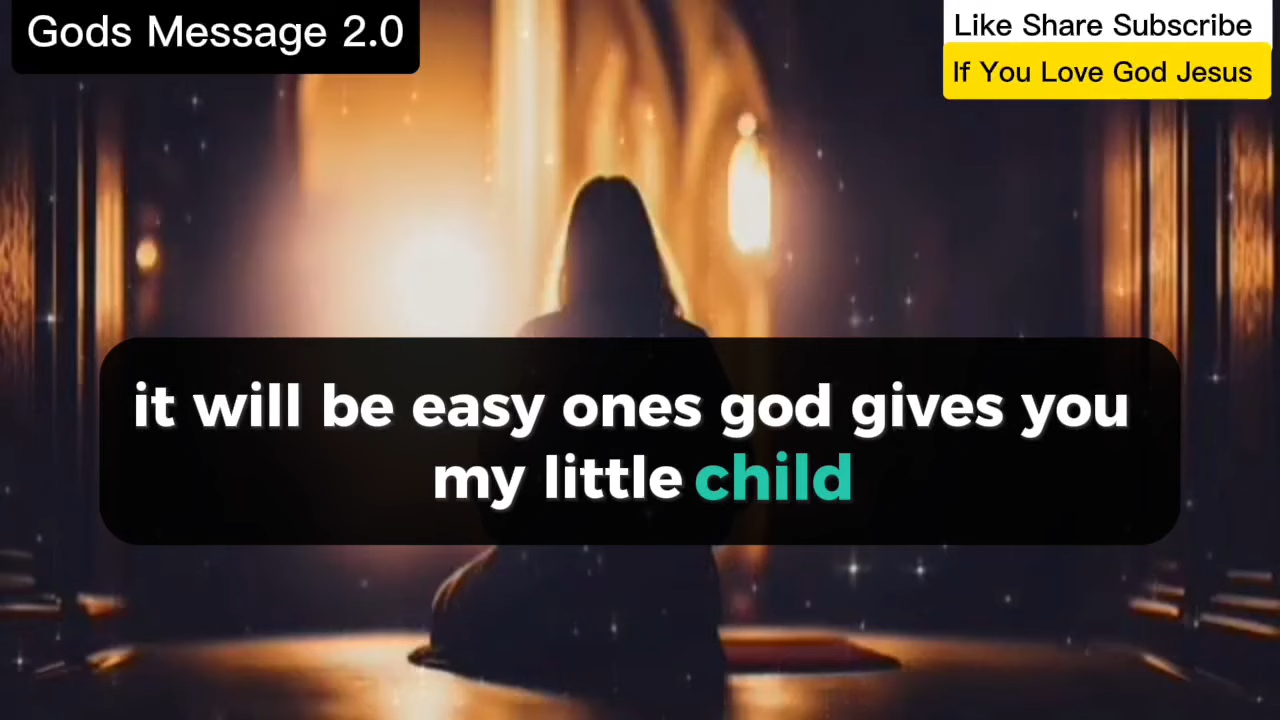 Gods Message 2.0
Like Share Subscribe
If You Love God Jesus
it will be easy ones god gives you
my little child